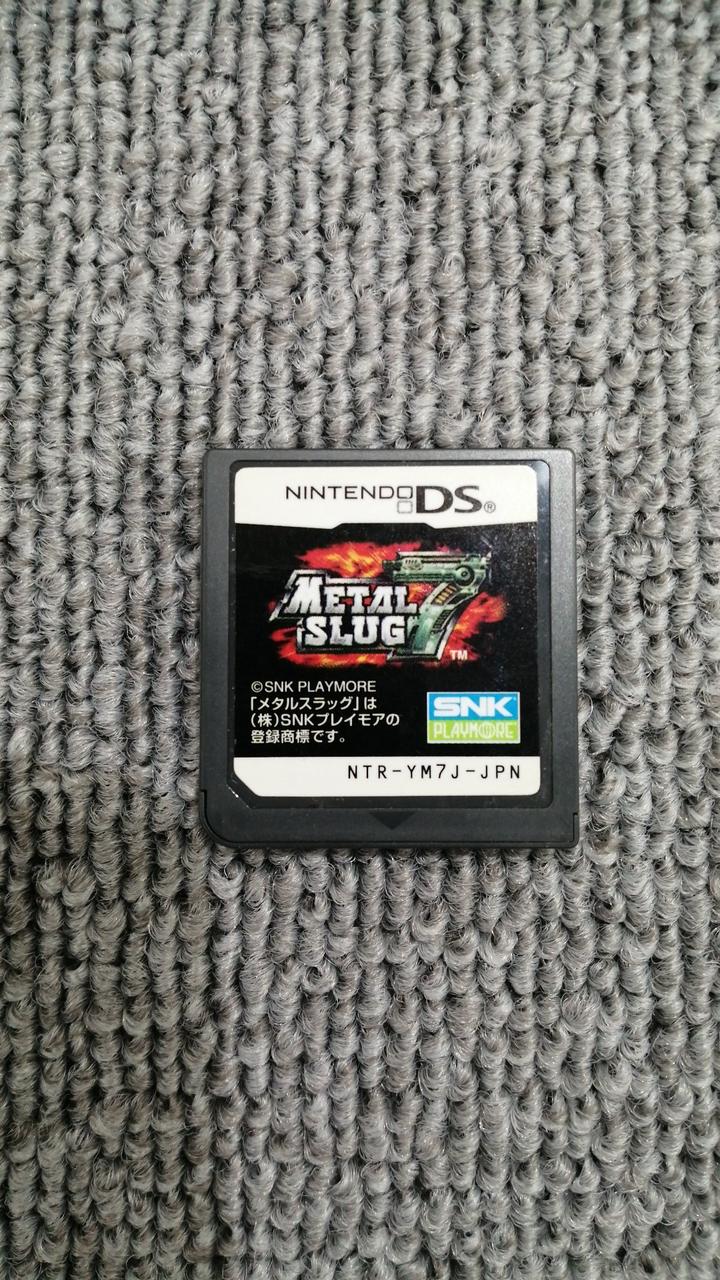 NINTENDO DS®
METAL
SLUG 7
TM
©SNK PLAYMORE
「メタルスラッグ」は
(株)SNKプレイモアの
登録商標です。
SNK
PLAYMORE
NTR-YM7J-JPN